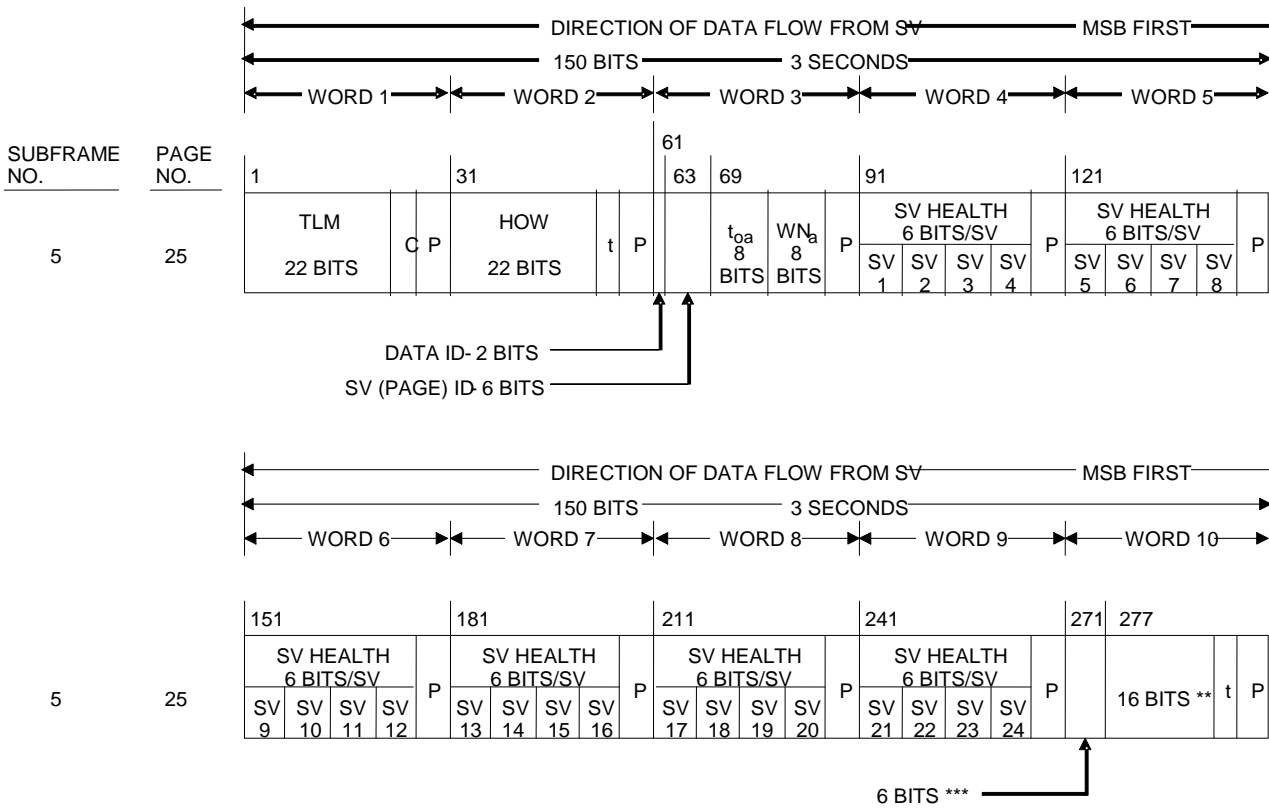 DIRECTION OF DATA FLOW FROM SV MSB FIRST
150 BITS 3 SECONDS
WORD 1 WORD 2 WORD 3 WORD 4 WORD 5
SUBFRAME NO. PAGE NO.
61
1 31 63 69 91 121
5 25
TLM 22 BITS C P
HOW 22 BITS t P
toa 8 BITS WNa 8 BITS P
SV HEALTH 6 BITS/SV P
SV 1 SV 2 SV 3 SV 4
SV HEALTH 6 BITS/SV P
SV 5 SV 6 SV 7 SV 8
DATA ID- 2 BITS
SV (PAGE) ID- 6 BITS
DIRECTION OF DATA FLOW FROM SV MSB FIRST
150 BITS 3 SECONDS
WORD 6 WORD 7 WORD 8 WORD 9 WORD 10
151 181 211 241 271 277
5 25
SV HEALTH 6 BITS/SV P
SV 9 SV 10 SV 11 SV 12
SV HEALTH 6 BITS/SV P
SV 13 SV 14 SV 15 SV 16
SV HEALTH 6 BITS/SV P
SV 17 SV 18 SV 19 SV 20
SV HEALTH 6 BITS/SV P
SV 21 SV 22 SV 23 SV 24
16 BITS ** t P
6 BITS ***